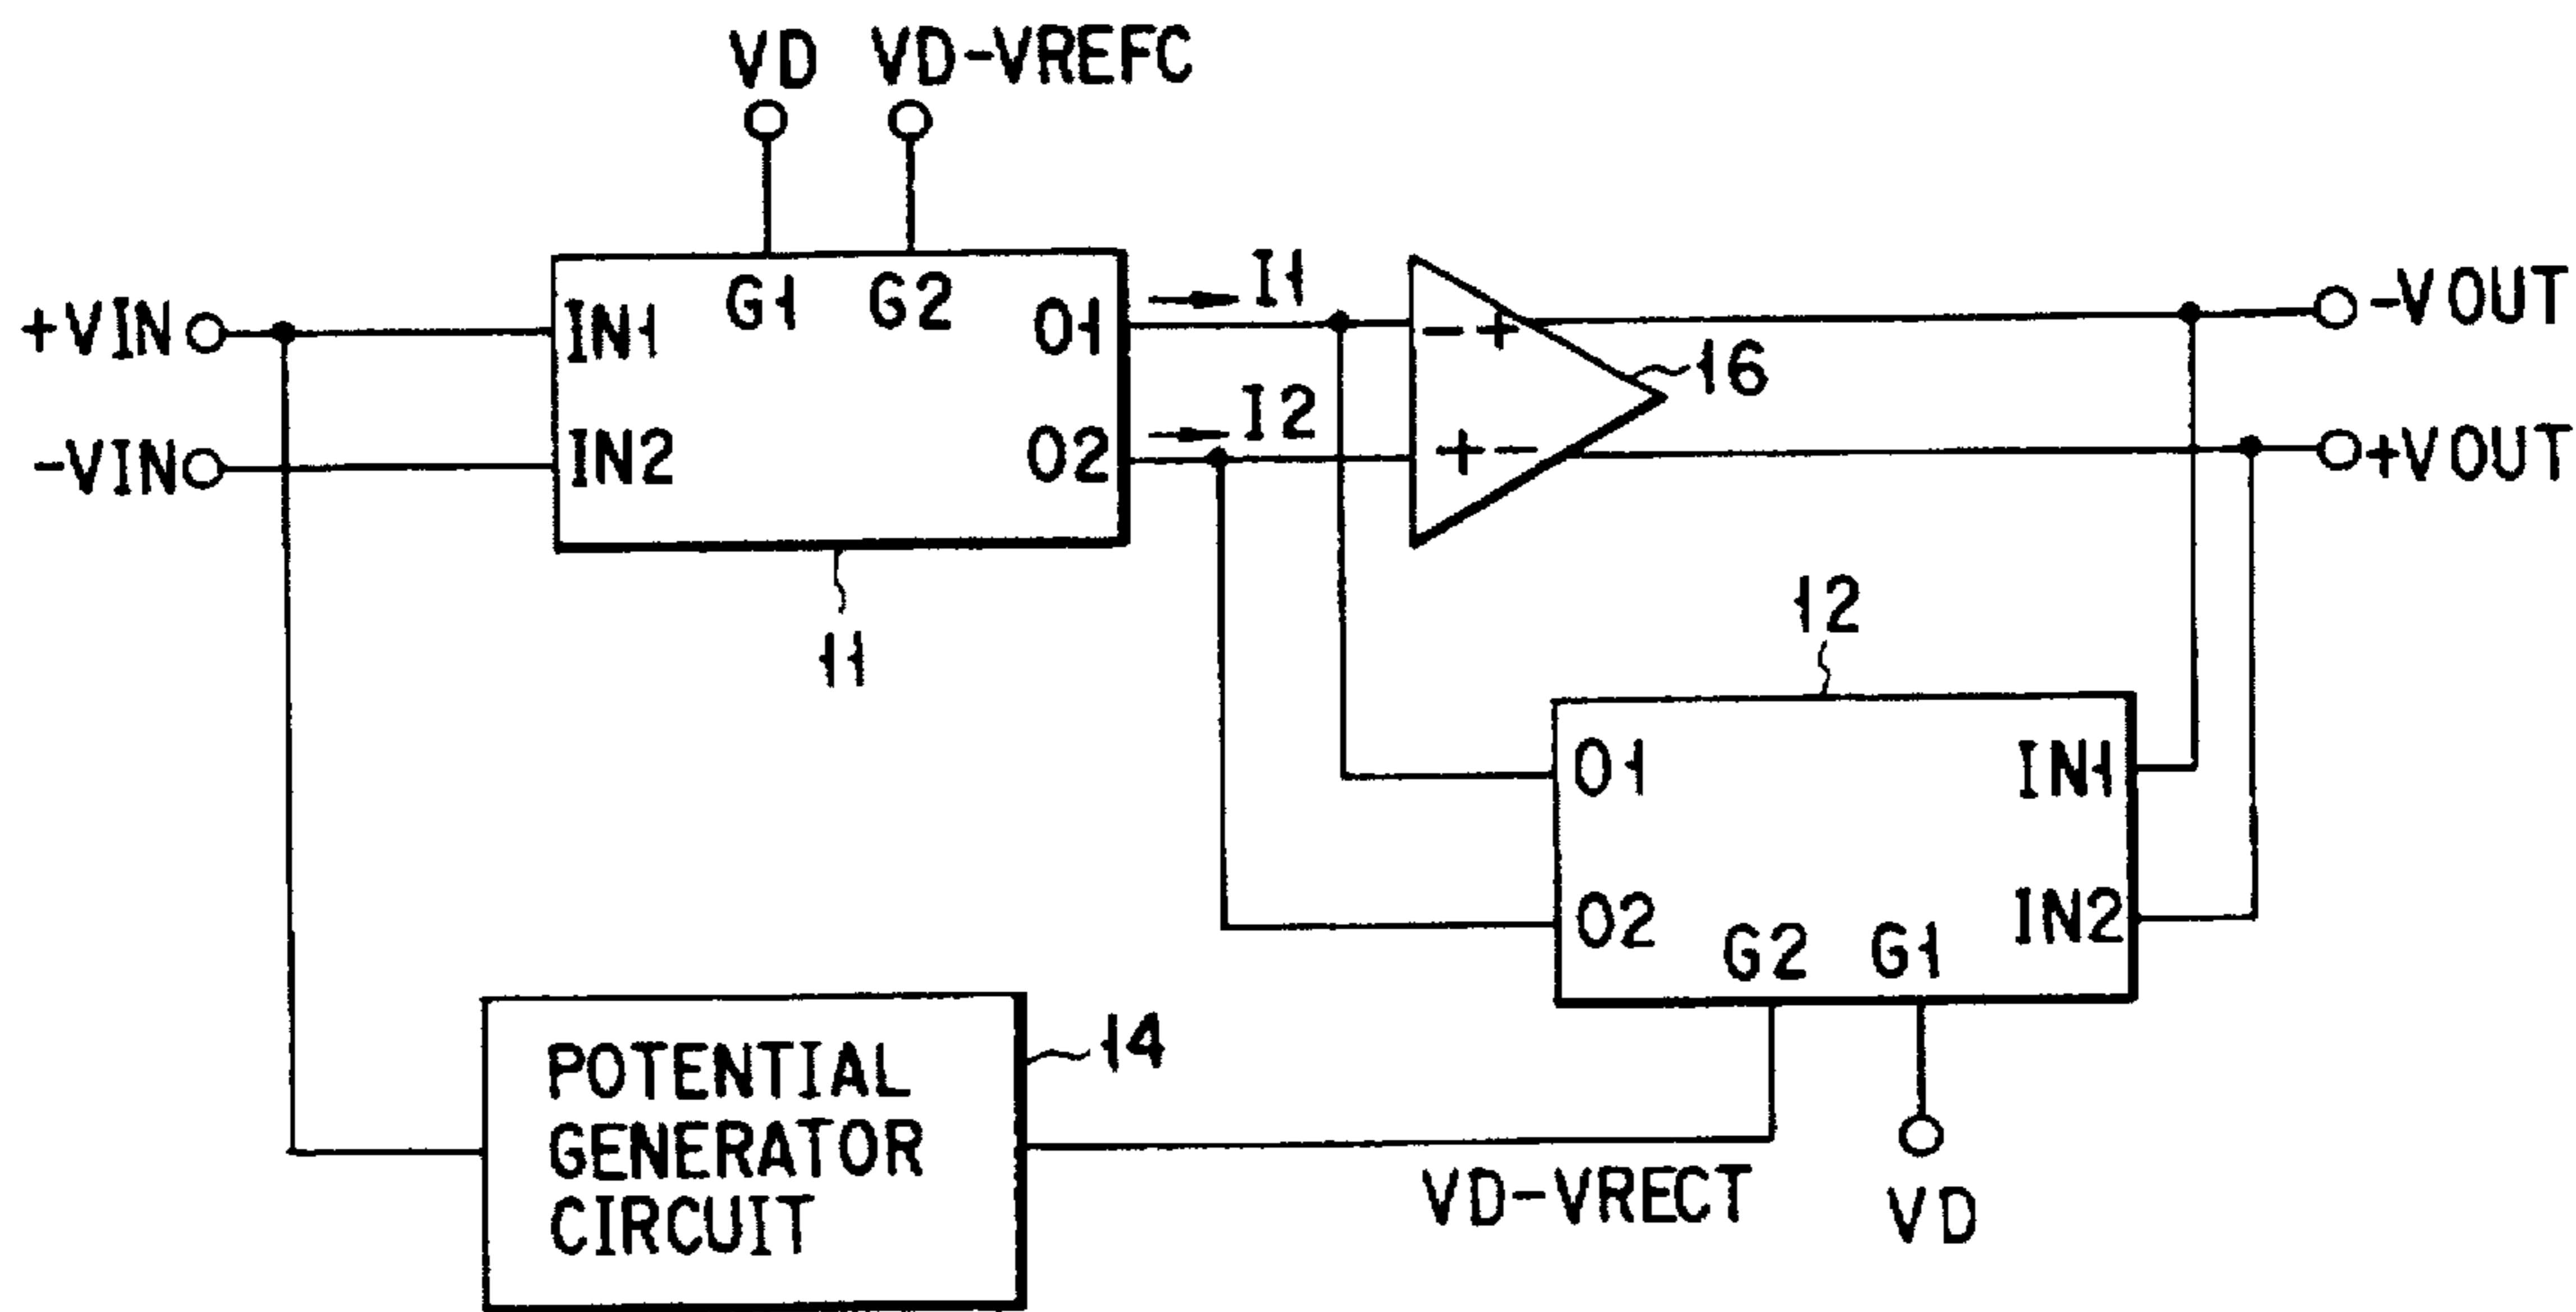 VD VD-VREFC
+VIN IN1 G1 G2 O1 I1 -+ -VOUT
16
-VIN IN2 O2 I2 +- +VOUT
11
12
O1 IN1
O2 G2 G1 IN2
POTENTIAL
GENERATOR
CIRCUIT
14
VD-VRECT VD